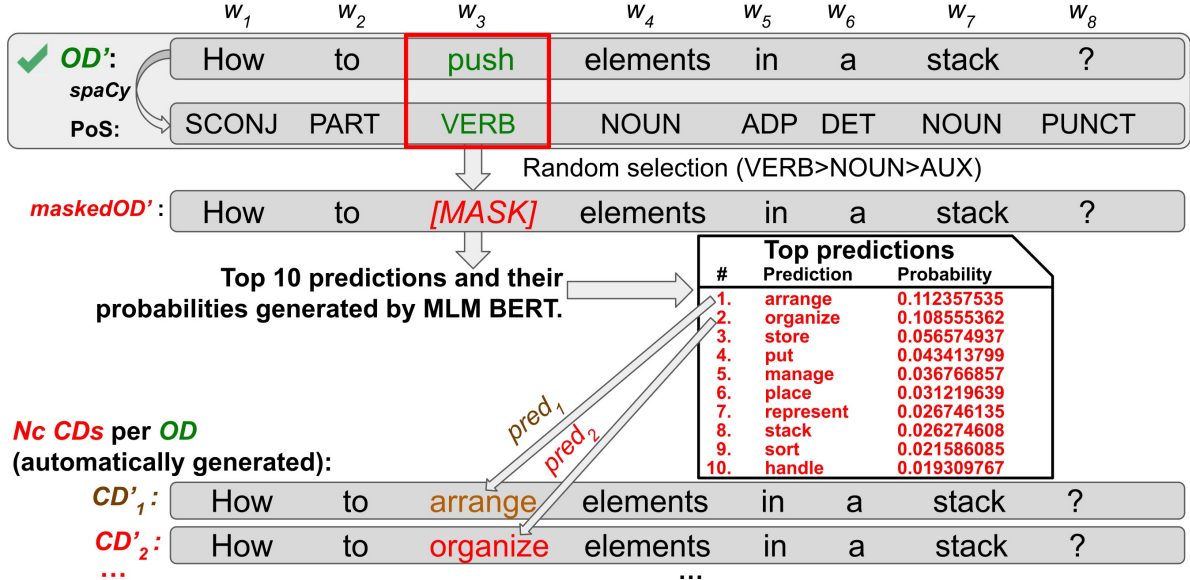 w1 w2 w3 w4 w5 w6 w7 w8
OD’: How to push elements in a stack ?
spaCy
PoS: SCONJ PART VERB NOUN ADP DET NOUN PUNCT
Random selection (VERB>NOUN>AUX)
maskedOD’ : How to [MASK] elements in a stack ?
Top 10 predictions and their
probabilities generated by MLM BERT.
Top predictions
# Prediction Probability
1. arrange 0.112357535
2. organize 0.108555362
3. store 0.056574937
4. put 0.043413799
5. manage 0.036766857
6. place 0.031219639
7. represent 0.026746135
8. stack 0.026274608
9. sort 0.021586085
10. handle 0.019309767
pred1
pred2
Nc CDs per OD
(automatically generated):
CD’1 : How to arrange elements in a stack ?
CD’2 : How to organize elements in a stack ?
... ...